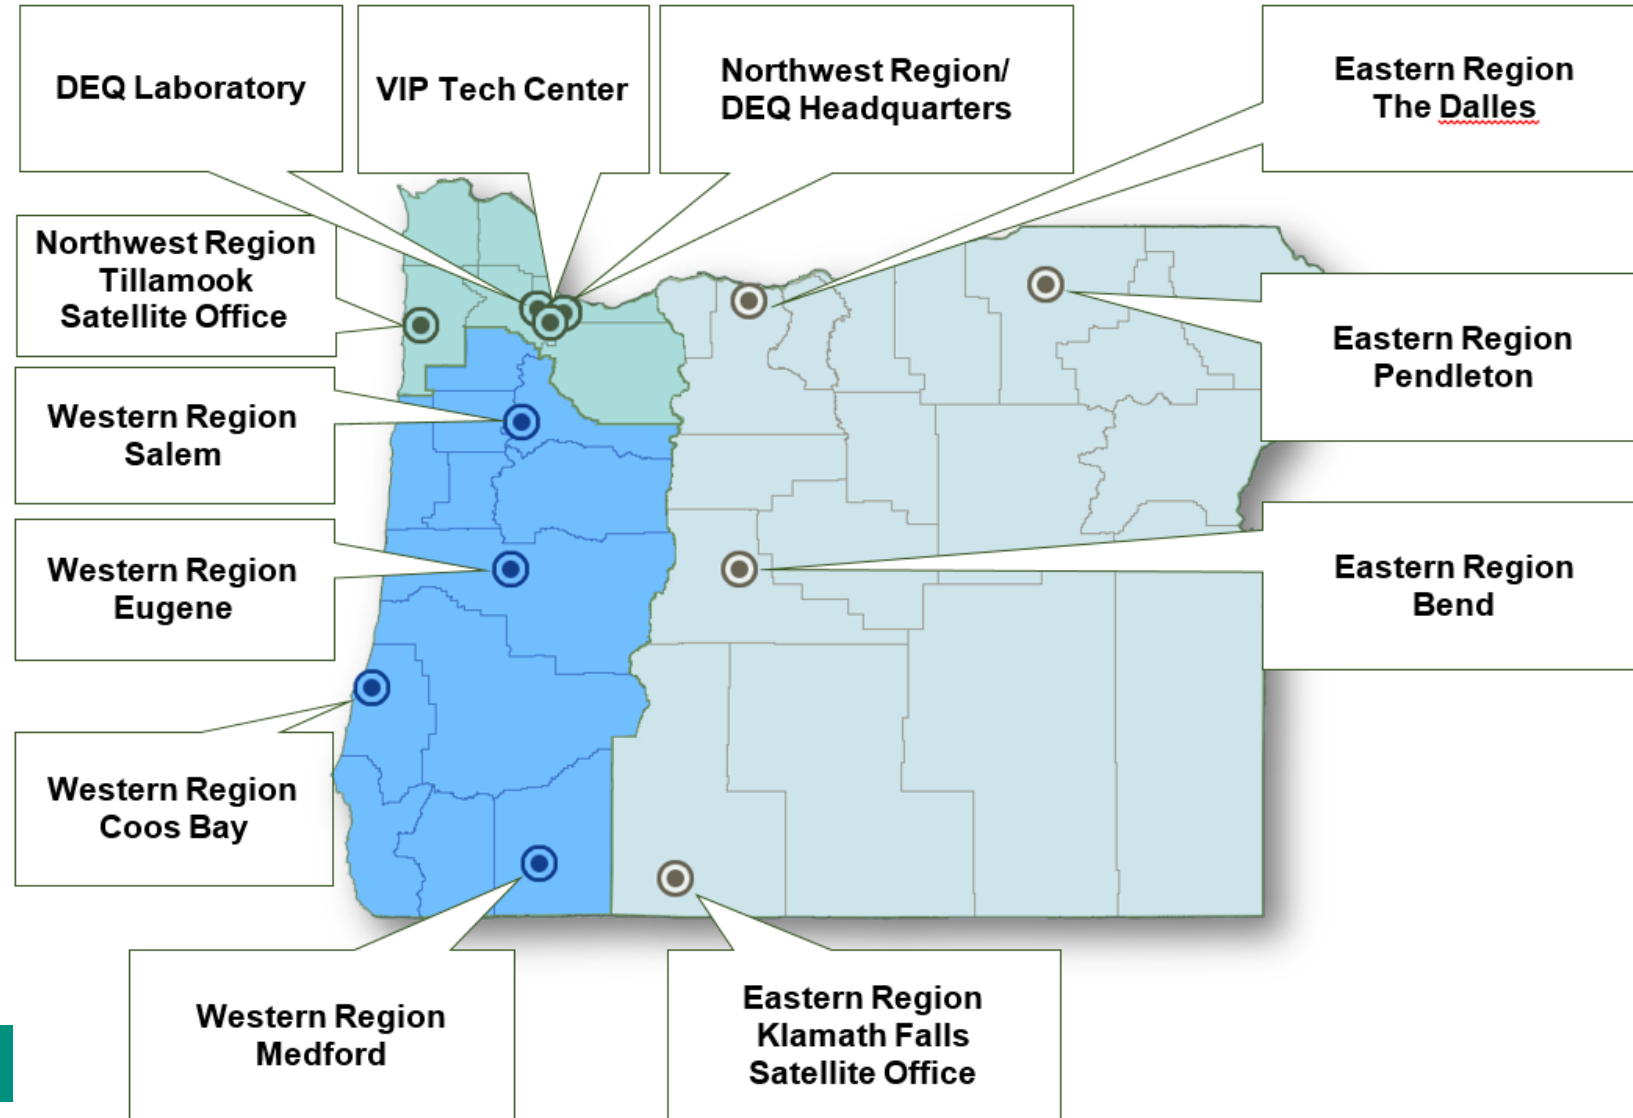 DEQ Laboratory
VIP Tech Center
Northwest Region/
DEQ Headquarters
Eastern Region
The Dalles
Northwest Region
Tillamook
Satellite Office
Eastern Region
Pendleton
Western Region
Salem
Western Region
Eugene
Eastern Region
Bend
Western Region
Coos Bay
Western Region
Medford
Eastern Region
Klamath Falls
Satellite Office